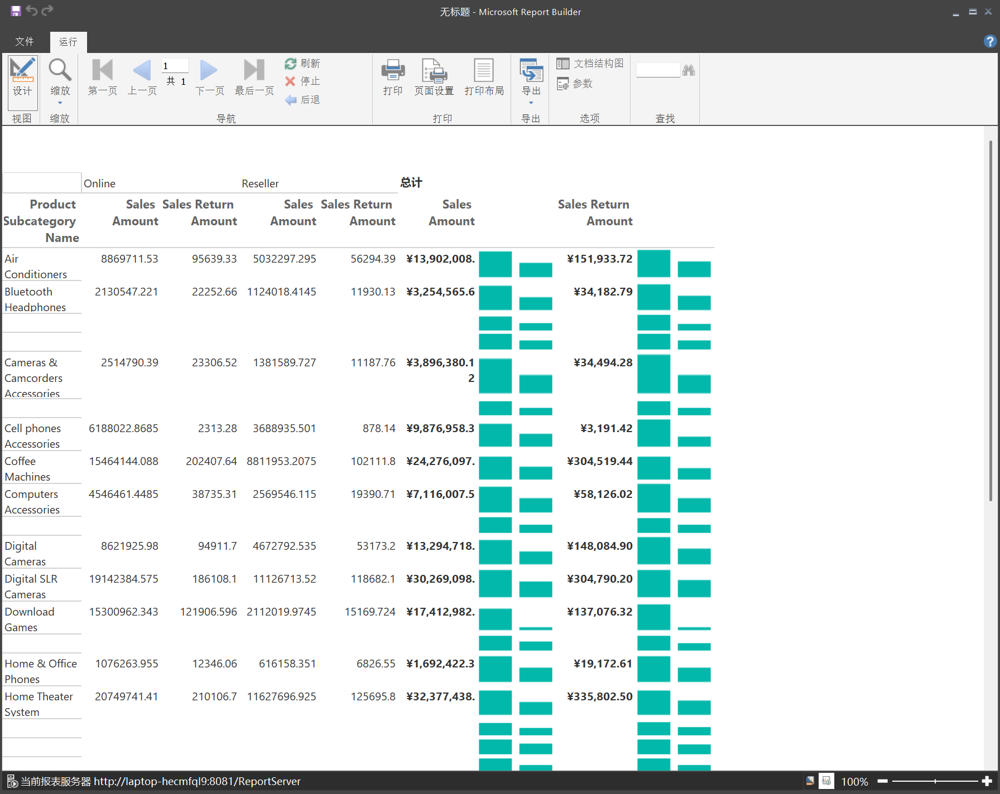 无标题 - Microsoft Report Builder
文件 运行
设计 缩放 第一页 上一页 1 共 1 下一页 最后一页 刷新 停止 后退 打印 页面设置 打印布局 导出 文档结构图 参数
视图 缩放 导航 打印 导出 选项 查找
Online Reseller 总计
Product Subcategory Name Sales Amount Sales Return Amount Sales Amount Sales Return Amount Sales Amount Sales Return Amount
Air Conditioners 8869711.53 95639.33 5032297.295 56294.39 ¥13,902,008. ¥151,933.72
Bluetooth Headphones 2130547.221 22252.66 1124018.4145 11930.13 ¥3,254,565.6 ¥34,182.79
Cameras & Camcorders Accessories 2514790.39 23306.52 1381589.727 11187.76 ¥3,896,380.12 ¥34,494.28
Cell phones Accessories 6188022.8685 2313.28 3688935.501 878.14 ¥9,876,958.3 ¥3,191.42
Coffee Machines 15464144.088 202407.64 8811953.2075 102111.8 ¥24,276,097. ¥304,519.44
Computers Accessories 4546461.4485 38735.31 2569546.115 19390.71 ¥7,116,007.5 ¥58,126.02
Digital Cameras 8621925.98 94911.7 4672792.535 53173.2 ¥13,294,718. ¥148,084.90
Digital SLR Cameras 19142384.575 186108.1 11126713.52 118682.1 ¥30,269,098. ¥304,790.20
Download Games 15300962.343 121906.596 2112019.9745 15169.724 ¥17,412,982. ¥137,076.32
Home & Office Phones 1076263.955 12346.06 616158.351 6826.55 ¥1,692,422.3 ¥19,172.61
Home Theater System 20749741.41 210106.7 11627696.925 125695.8 ¥32,377,438. ¥335,802.50
当前报表服务器 http://laptop-hecmfql9:8081/ReportServer 100%